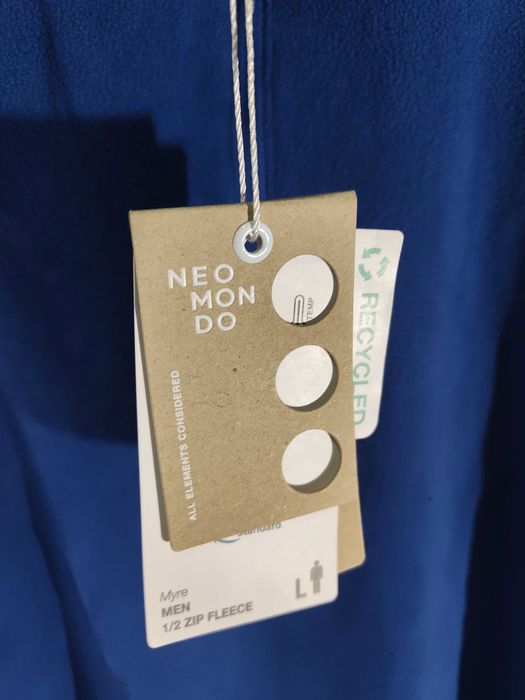 NEO
MON
DO
TEMP
RECYCLED
ALL ELEMENTS CONSIDERED
Standard
Myre
MEN
1/2 ZIP FLEECE
L